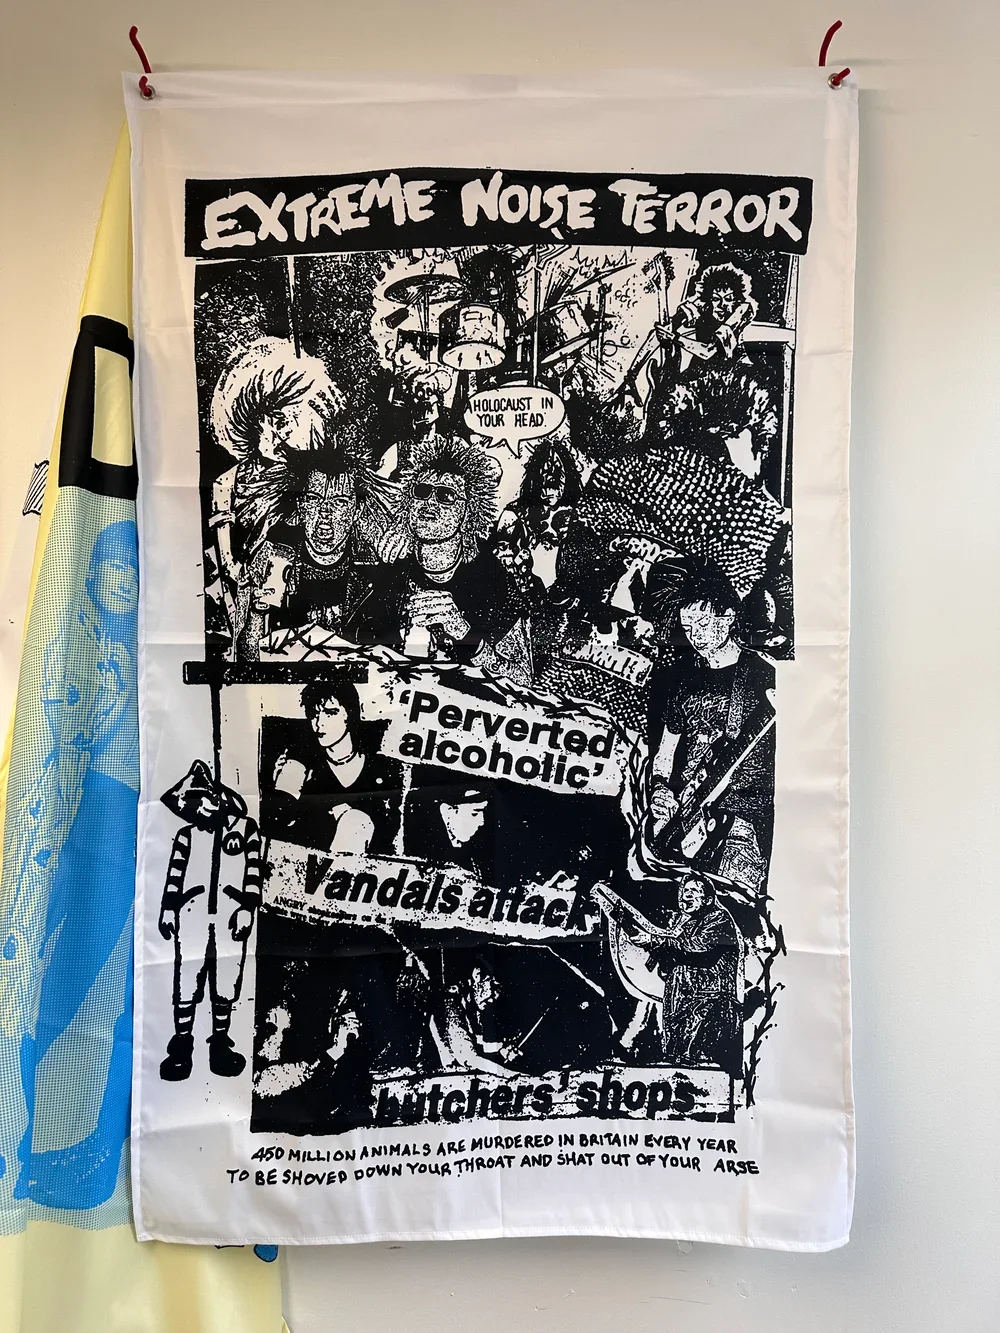 EXTREME NOISE TERROR
HOLOCAUST IN
YOUR HEAD.
'Perverted
alcoholic'
M
Vandals attack
ANGRY
butchers' shops
450 MILLION ANIMALS ARE MURDERED IN BRITAIN EVERY YEAR
TO BE SHOVED DOWN YOUR THROAT AND SHAT OUT OF YOUR ARSE